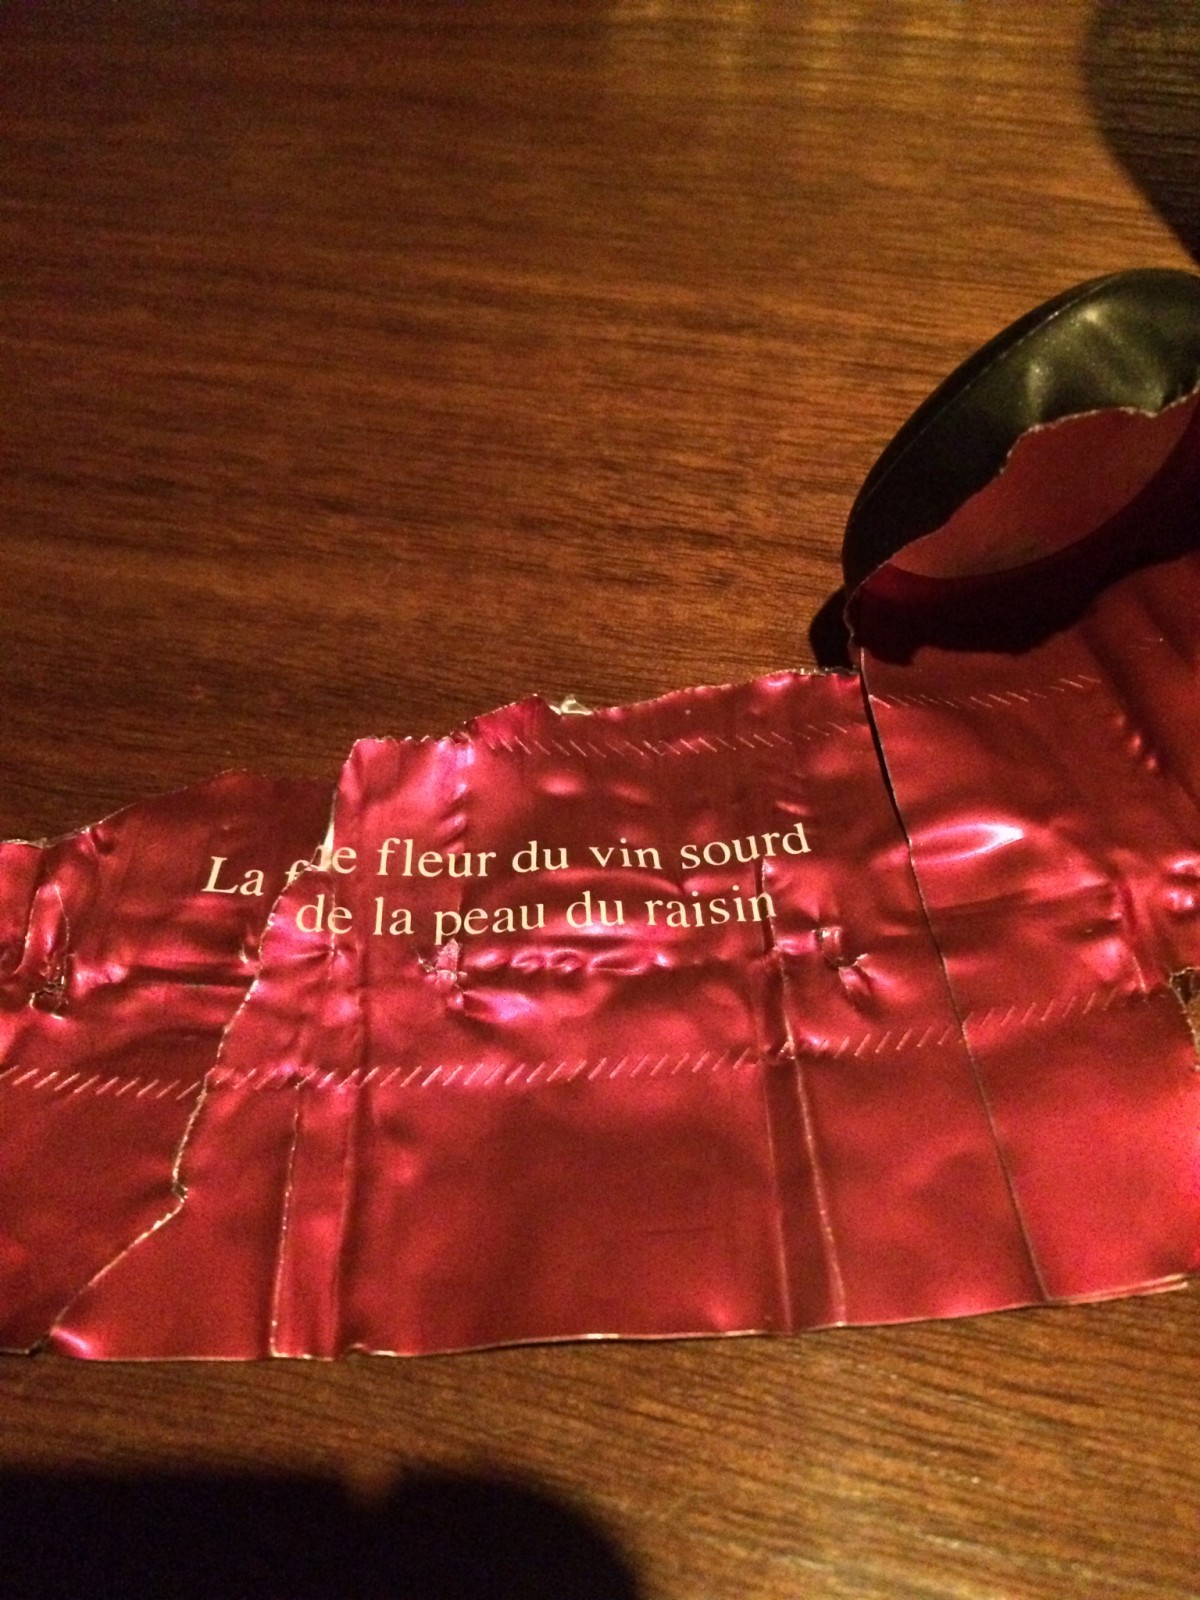 La fleur du vin sourd
de la peau du raisin